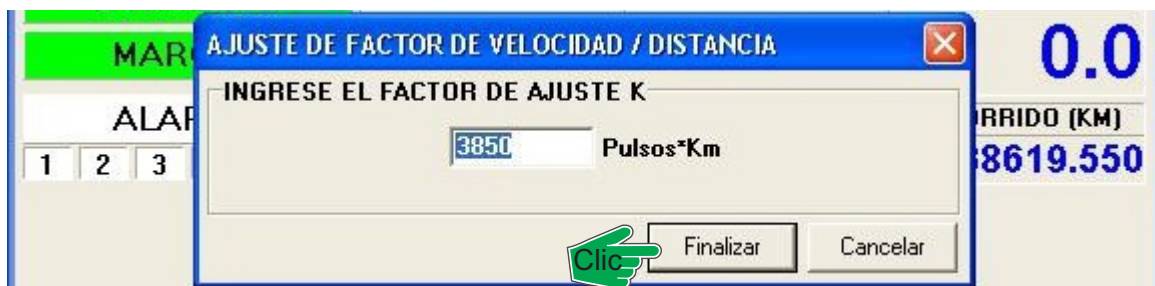 AJUSTE DE FACTOR DE VELOCIDAD / DISTANCIA
0.0
INGRESE EL FACTOR DE AJUSTE K
3850 Pulsos*Km
1 2 3
(KM)
8619.550
Clic
Finalizar
Cancelar